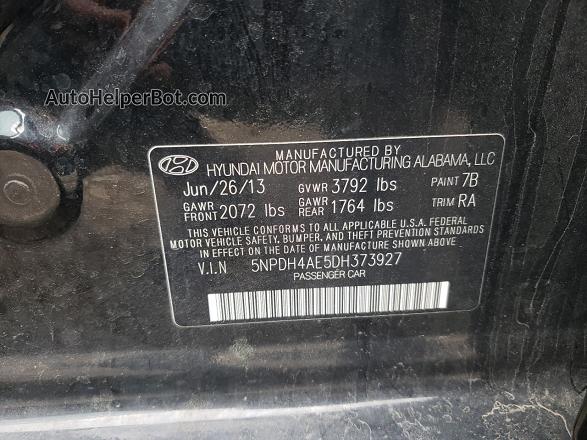 AutoHelperBot.com
MANUFACTURED BY
HYUNDAI MOTOR MANUFACTURING ALABAMA, LLC
Jun/26/13 GVWR 3792 lbs PAINT 7B
GAWR FRONT 2072 lbs GAWR REAR 1764 lbs TRIM RA
THIS VEHICLE CONFORMS TO ALL APPLICABLE U.S.A. FEDERAL
MOTOR VEHICLE SAFETY, BUMPER, AND THEFT PREVENTION STANDARDS
IN EFFECT ON THE DATE OF MANUFACTURE SHOWN ABOVE.
V.I.N 5NPDH4AE5DH373927
PASSENGER CAR
AutoHelperBot.com